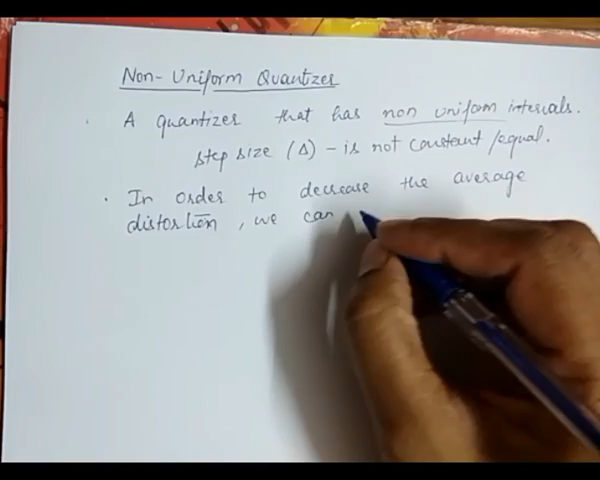 Non-Uniform Quantizer
A quantizer that has non uniform intervals.
step size (Δ) - is not constant /equal.
. In order to decrease the average
distortion, we can